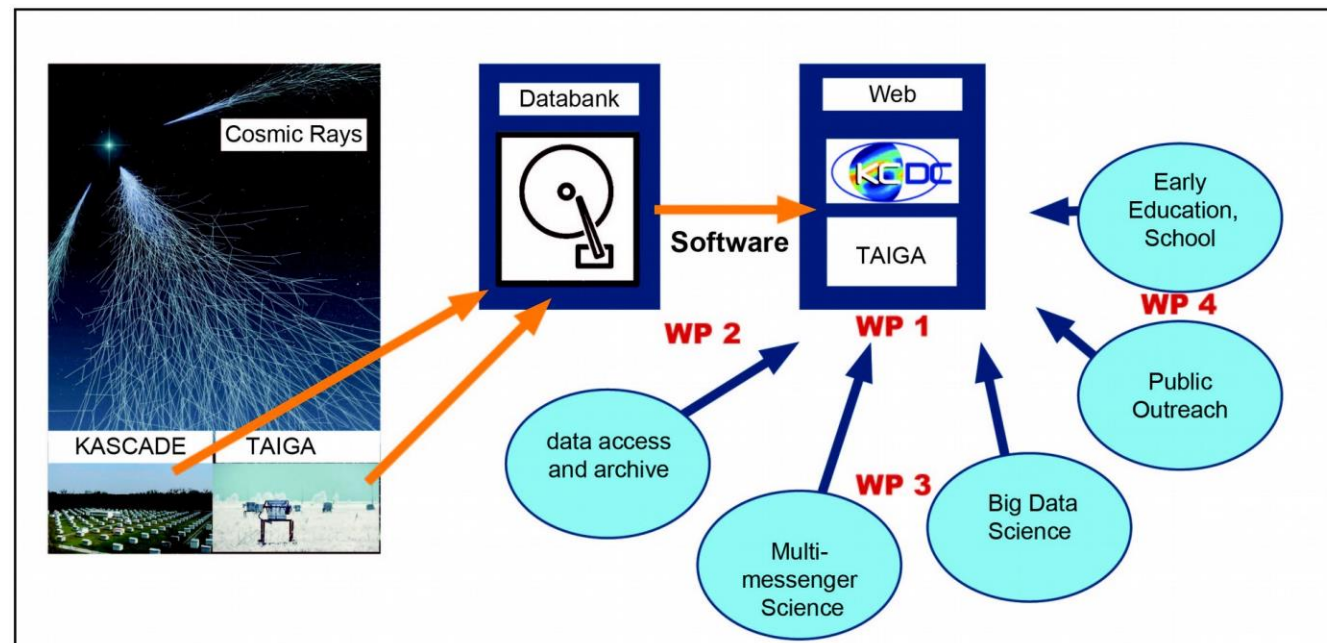 Cosmic Rays
KASCADE
TAIGA
Databank
Software
Web
KCDC
TAIGA
WP 2
WP 1
WP 4
WP 3
data access
and archive
Multi-
messenger
Science
Big Data
Science
Early
Education,
School
Public
Outreach